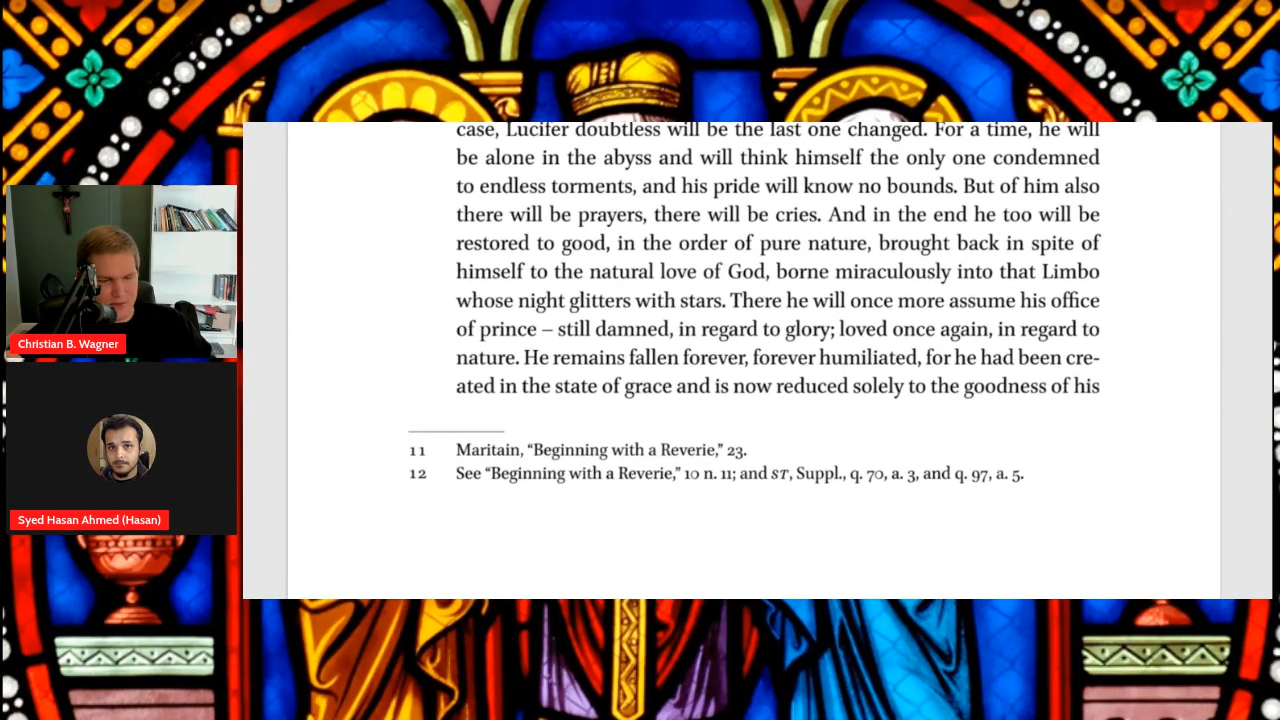 case, Lucifer doubtless will be the last one changed. For a time, he will
be alone in the abyss and will think himself the only one condemned
to endless torments, and his pride will know no bounds. But of him also
there will be prayers, there will be cries. And in the end he too will be
restored to good, in the order of pure nature, brought back in spite of
himself to the natural love of God, borne miraculously into that Limbo
whose night glitters with stars. There he will once more assume his office
of prince – still damned, in regard to glory; loved once again, in regard to
nature. He remains fallen forever, forever humiliated, for he had been cre-
ated in the state of grace and is now reduced solely to the goodness of his
11 Maritain, “Beginning with a Reverie,” 23.
12 See “Beginning with a Reverie,” 10 n. 11; and ST, Suppl., q. 70, a. 3, and q. 97, a. 5.
Christian B. Wagner
Syed Hasan Ahmed (Hasan)